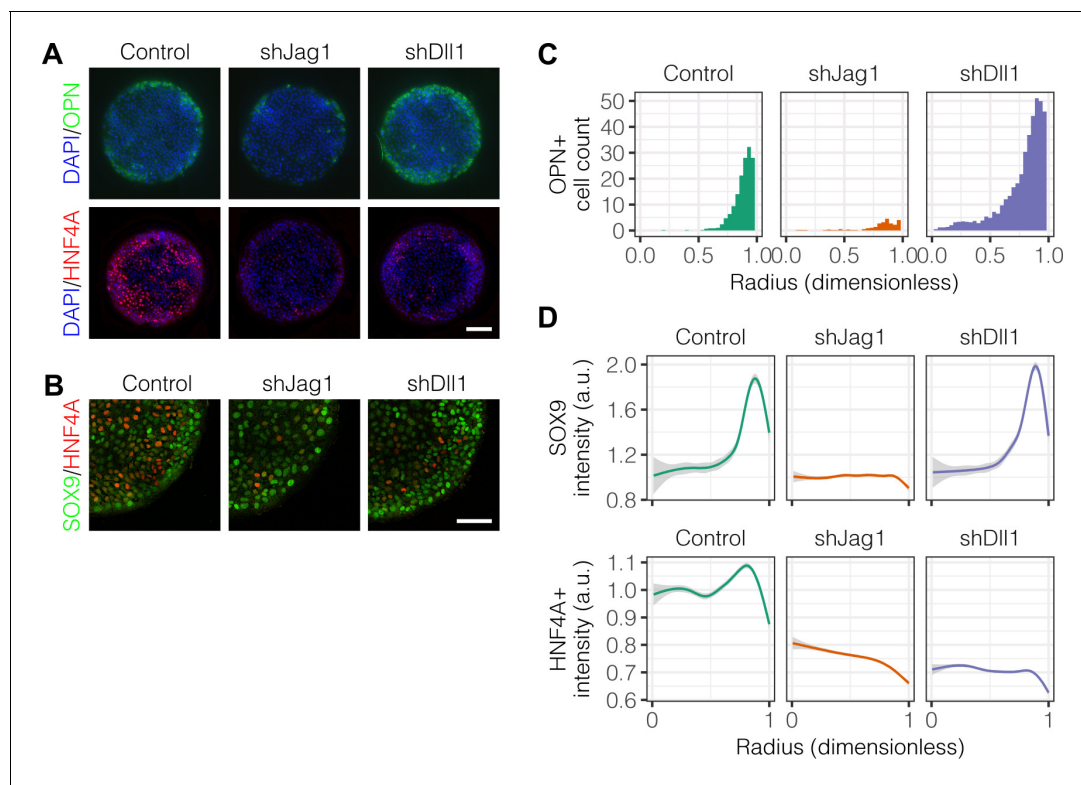 A
Control shJag1 shDll1
DAPI/OPN
DAPI/HNF4A
B
Control shJag1 shDll1
SOX9/HNF4A
C
Control shJag1 shDll1
OPN+
cell count
50
40
30
20
10
0
0.0 0.5 1.0 0.0 0.5 1.0 0.0 0.5 1.0
Radius (dimensionless)
D
Control shJag1 shDll1
SOX9
intensity (a.u.)
2.0
1.6
1.2
0.8
Control shJag1 shDll1
HNF4A+
intensity (a.u.)
1.1
1.0
0.9
0.8
0.7
0.6
0 1 0 1 0 1
Radius (dimensionless)